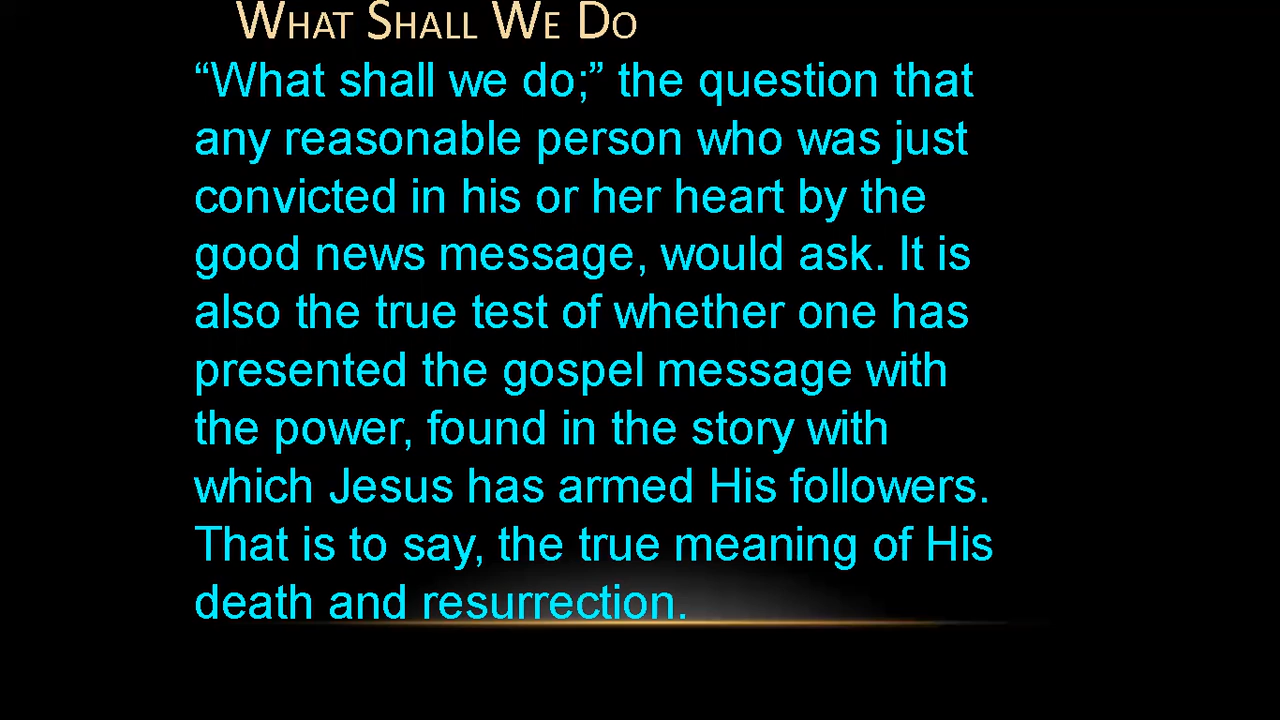 What Shall We Do
“What shall we do;” the question that
any reasonable person who was just
convicted in his or her heart by the
good news message, would ask. It is
also the true test of whether one has
presented the gospel message with
the power, found in the story with
which Jesus has armed His followers.
That is to say, the true meaning of His
death and resurrection.